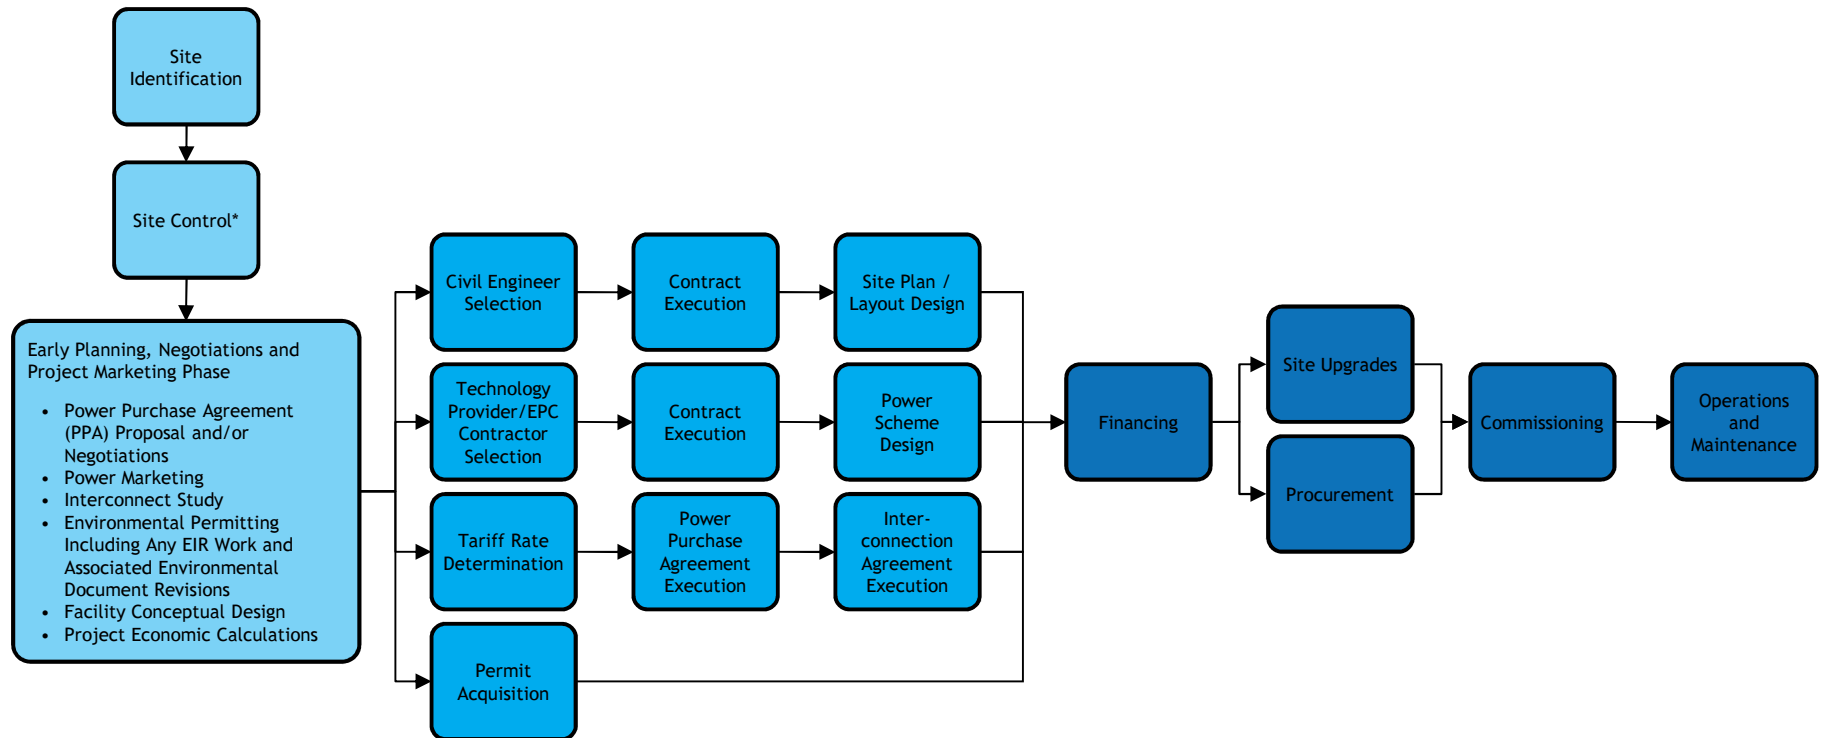 Site
Identification
Site Control*
Early Planning, Negotiations and
Project Marketing Phase
• Power Purchase Agreement
(PPA) Proposal and/or
Negotiations
• Power Marketing
• Interconnect Study
• Environmental Permitting
Including Any EIR Work and
Associated Environmental
Document Revisions
• Facility Conceptual Design
• Project Economic Calculations
Civil Engineer
Selection
Contract
Execution
Site Plan /
Layout Design
Technology
Provider/EPC
Contractor
Selection
Contract
Execution
Power
Scheme
Design
Tariff Rate
Determination
Power
Purchase
Agreement
Execution
Inter-
connection
Agreement
Execution
Permit
Acquisition
Financing
Site Upgrades
Procurement
Commissioning
Operations
and
Maintenance